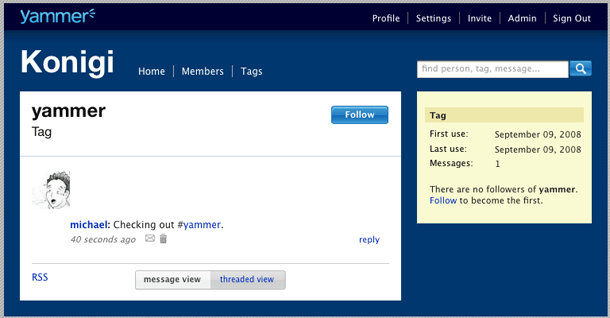 yammer
Profile Settings Invite Admin Sign Out
Konigi
Home Members Tags
find person, tag, message...
yammer
Tag
Follow
michael: Checking out #yammer.
40 seconds ago
reply
RSS
message view threaded view
Tag
First use: September 09, 2008
Last use: September 09, 2008
Messages: 1
There are no followers of yammer.
Follow to become the first.